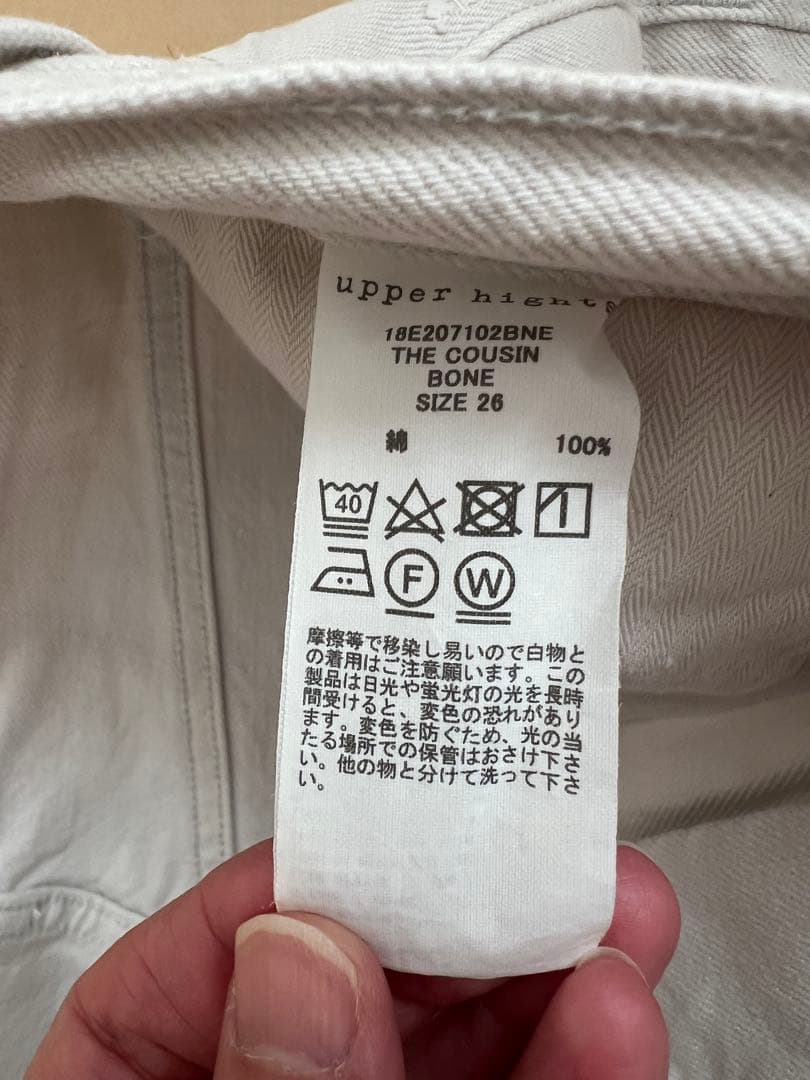 upper hights
18E207102BNE
THE COUSIN
BONE
SIZE 26
綿 100%
40
F W
摩擦等で移染し易いので白物と
の着用はご注意願います。この
製品は日光や蛍光灯の光を長時
間受けると、変色の恐れがあり
ます。変色を防ぐため、光の当
たる場所での保管はおさけ下さ
い。他の物と分けて洗って下さ
い。